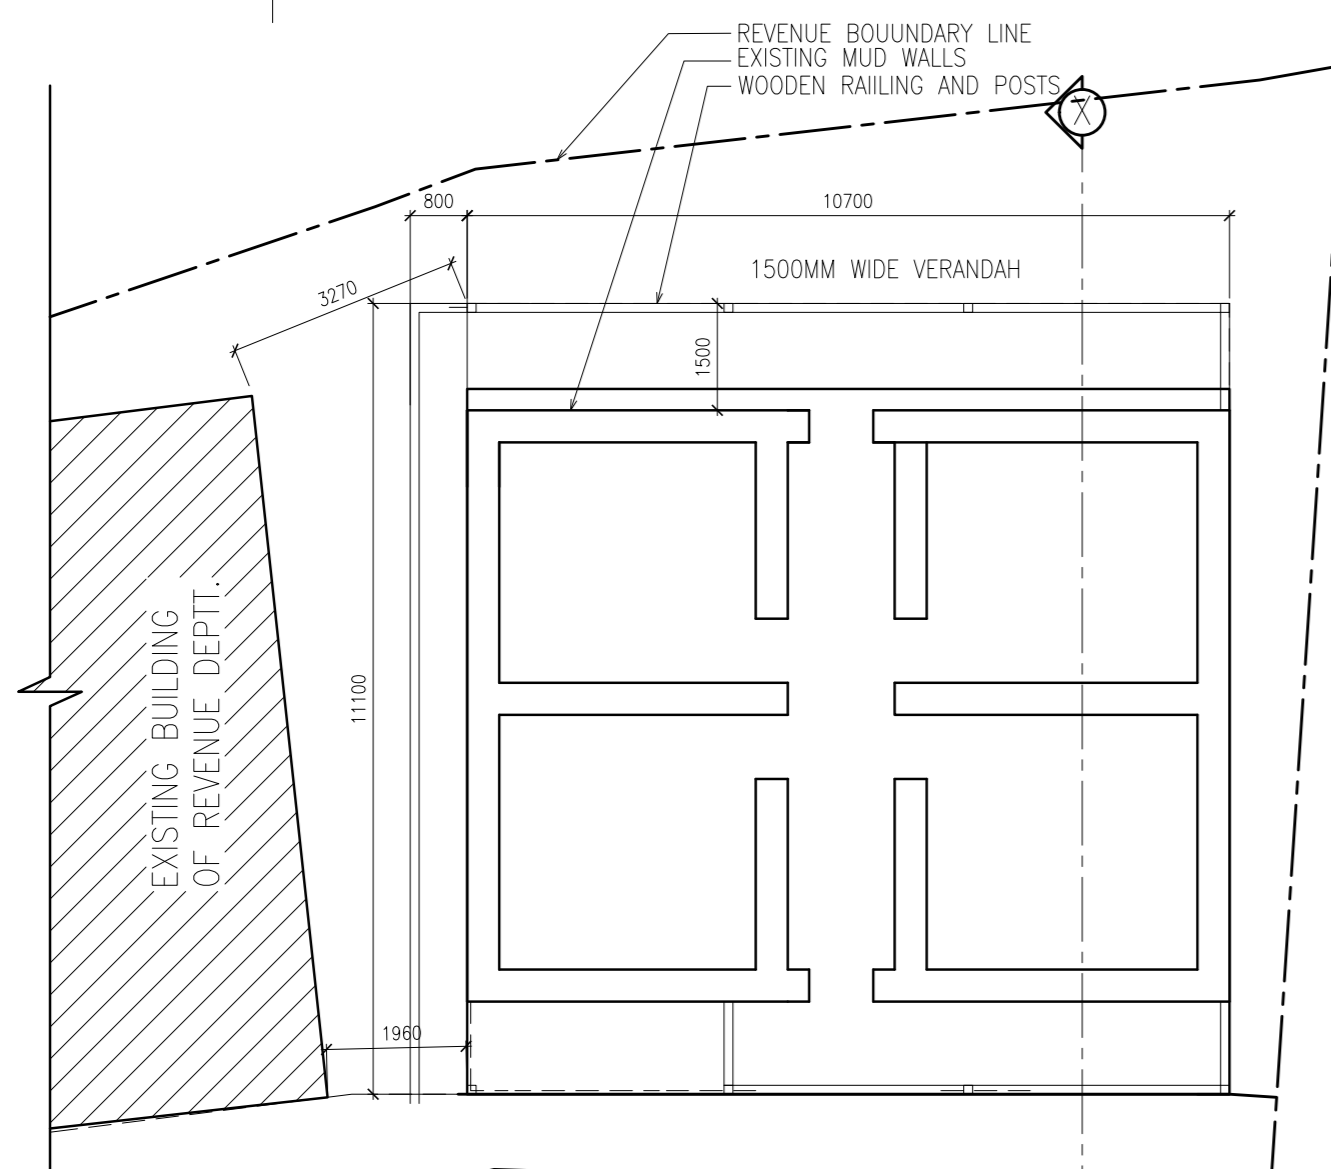 REVENUE BOUUNDARY LINE
EXISTING MUD WALLS
WOODEN RAIILING AND POSTS
X
800
10700
1500MM WIDE VERANDAH
3270
1500
11100
EXISTING BUILDING
OF REVENUE DEPTT.
1960